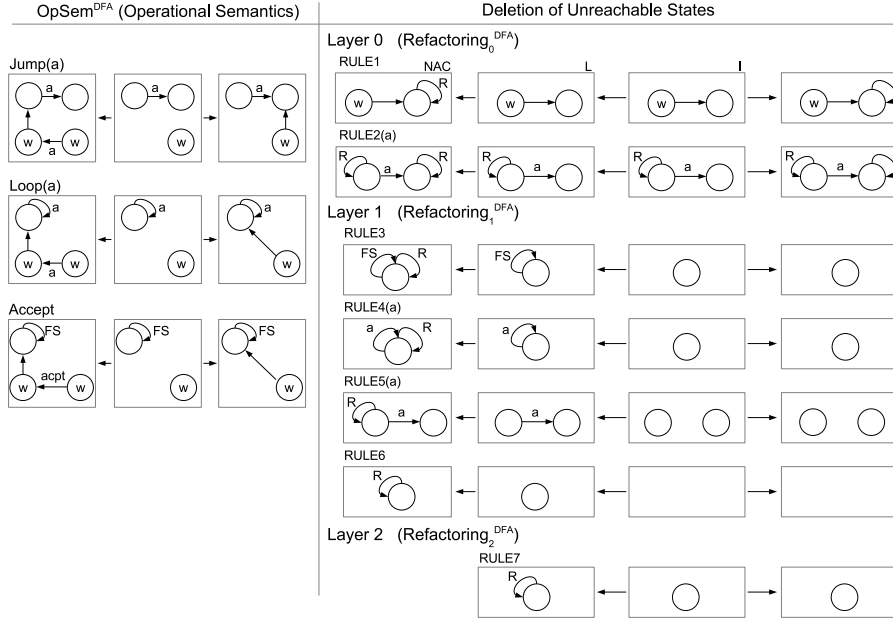 OpSem^DFA (Operational Semantics)
Deletion of Unreachable States
Jump(a)
a
w a w
a
w
a
w
Loop(a)
a
w a w
a
w
a
w
Accept
FS
w acpt w
FS
w
FS
w
Layer 0 (Refactoring_0^DFA)
RULE1 NAC L I
w R
w
w
w
RULE2(a)
R a R
R a
R a
R a
Layer 1 (Refactoring_1^DFA)
RULE3
FS R
FS
RULE4(a)
a R
a
RULE5(a)
R a
a
RULE6
R
Layer 2 (Refactoring_2^DFA)
RULE7
R